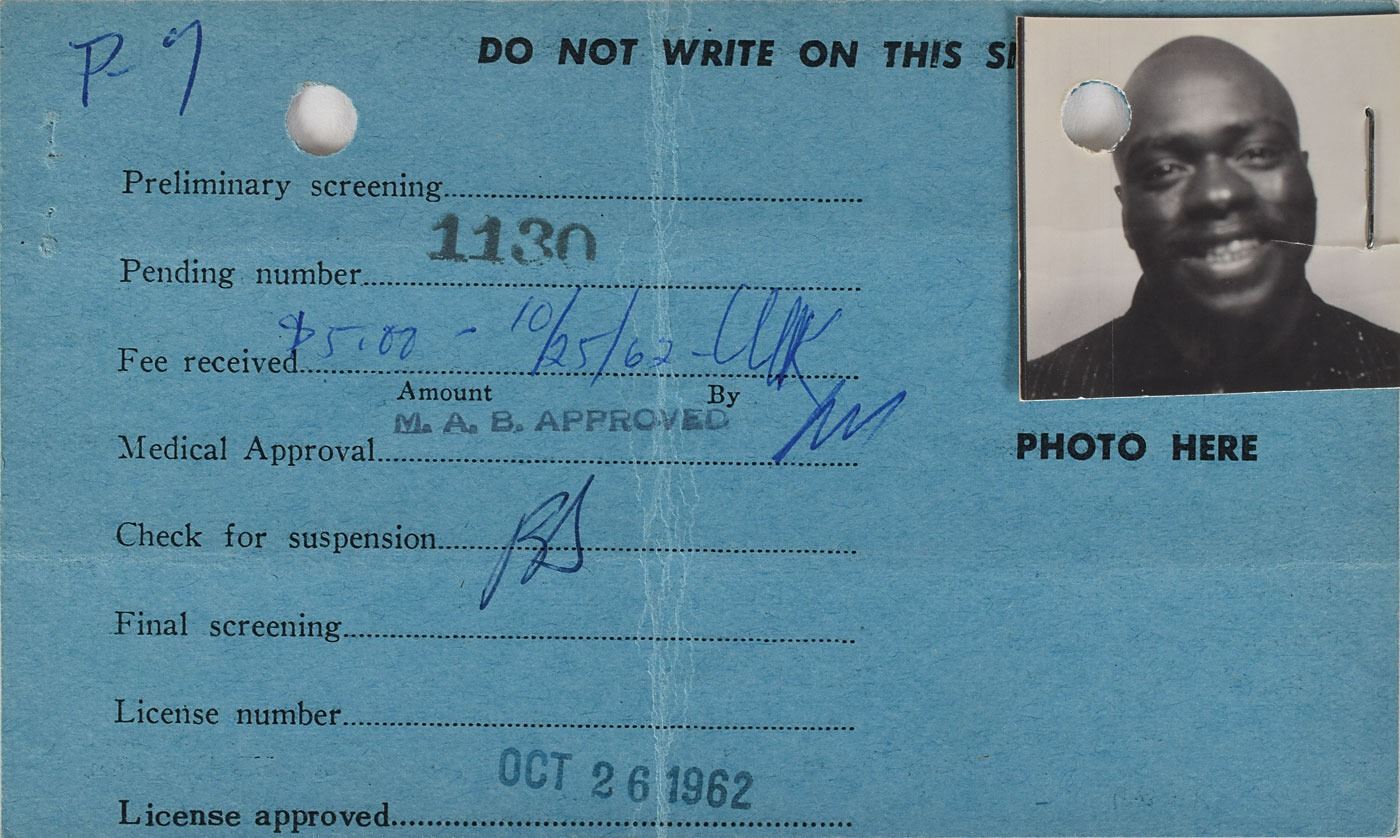 P-7
DO NOT WRITE ON THIS SI
Preliminary screening
1130
Pending number
$5.00 - 10/25/62 -
Fee received
Amount By
M. A. B. APPROVED
Medical Approval
PHOTO HERE
Check for suspension
Final screening
License number
OCT 26 1962
License approved